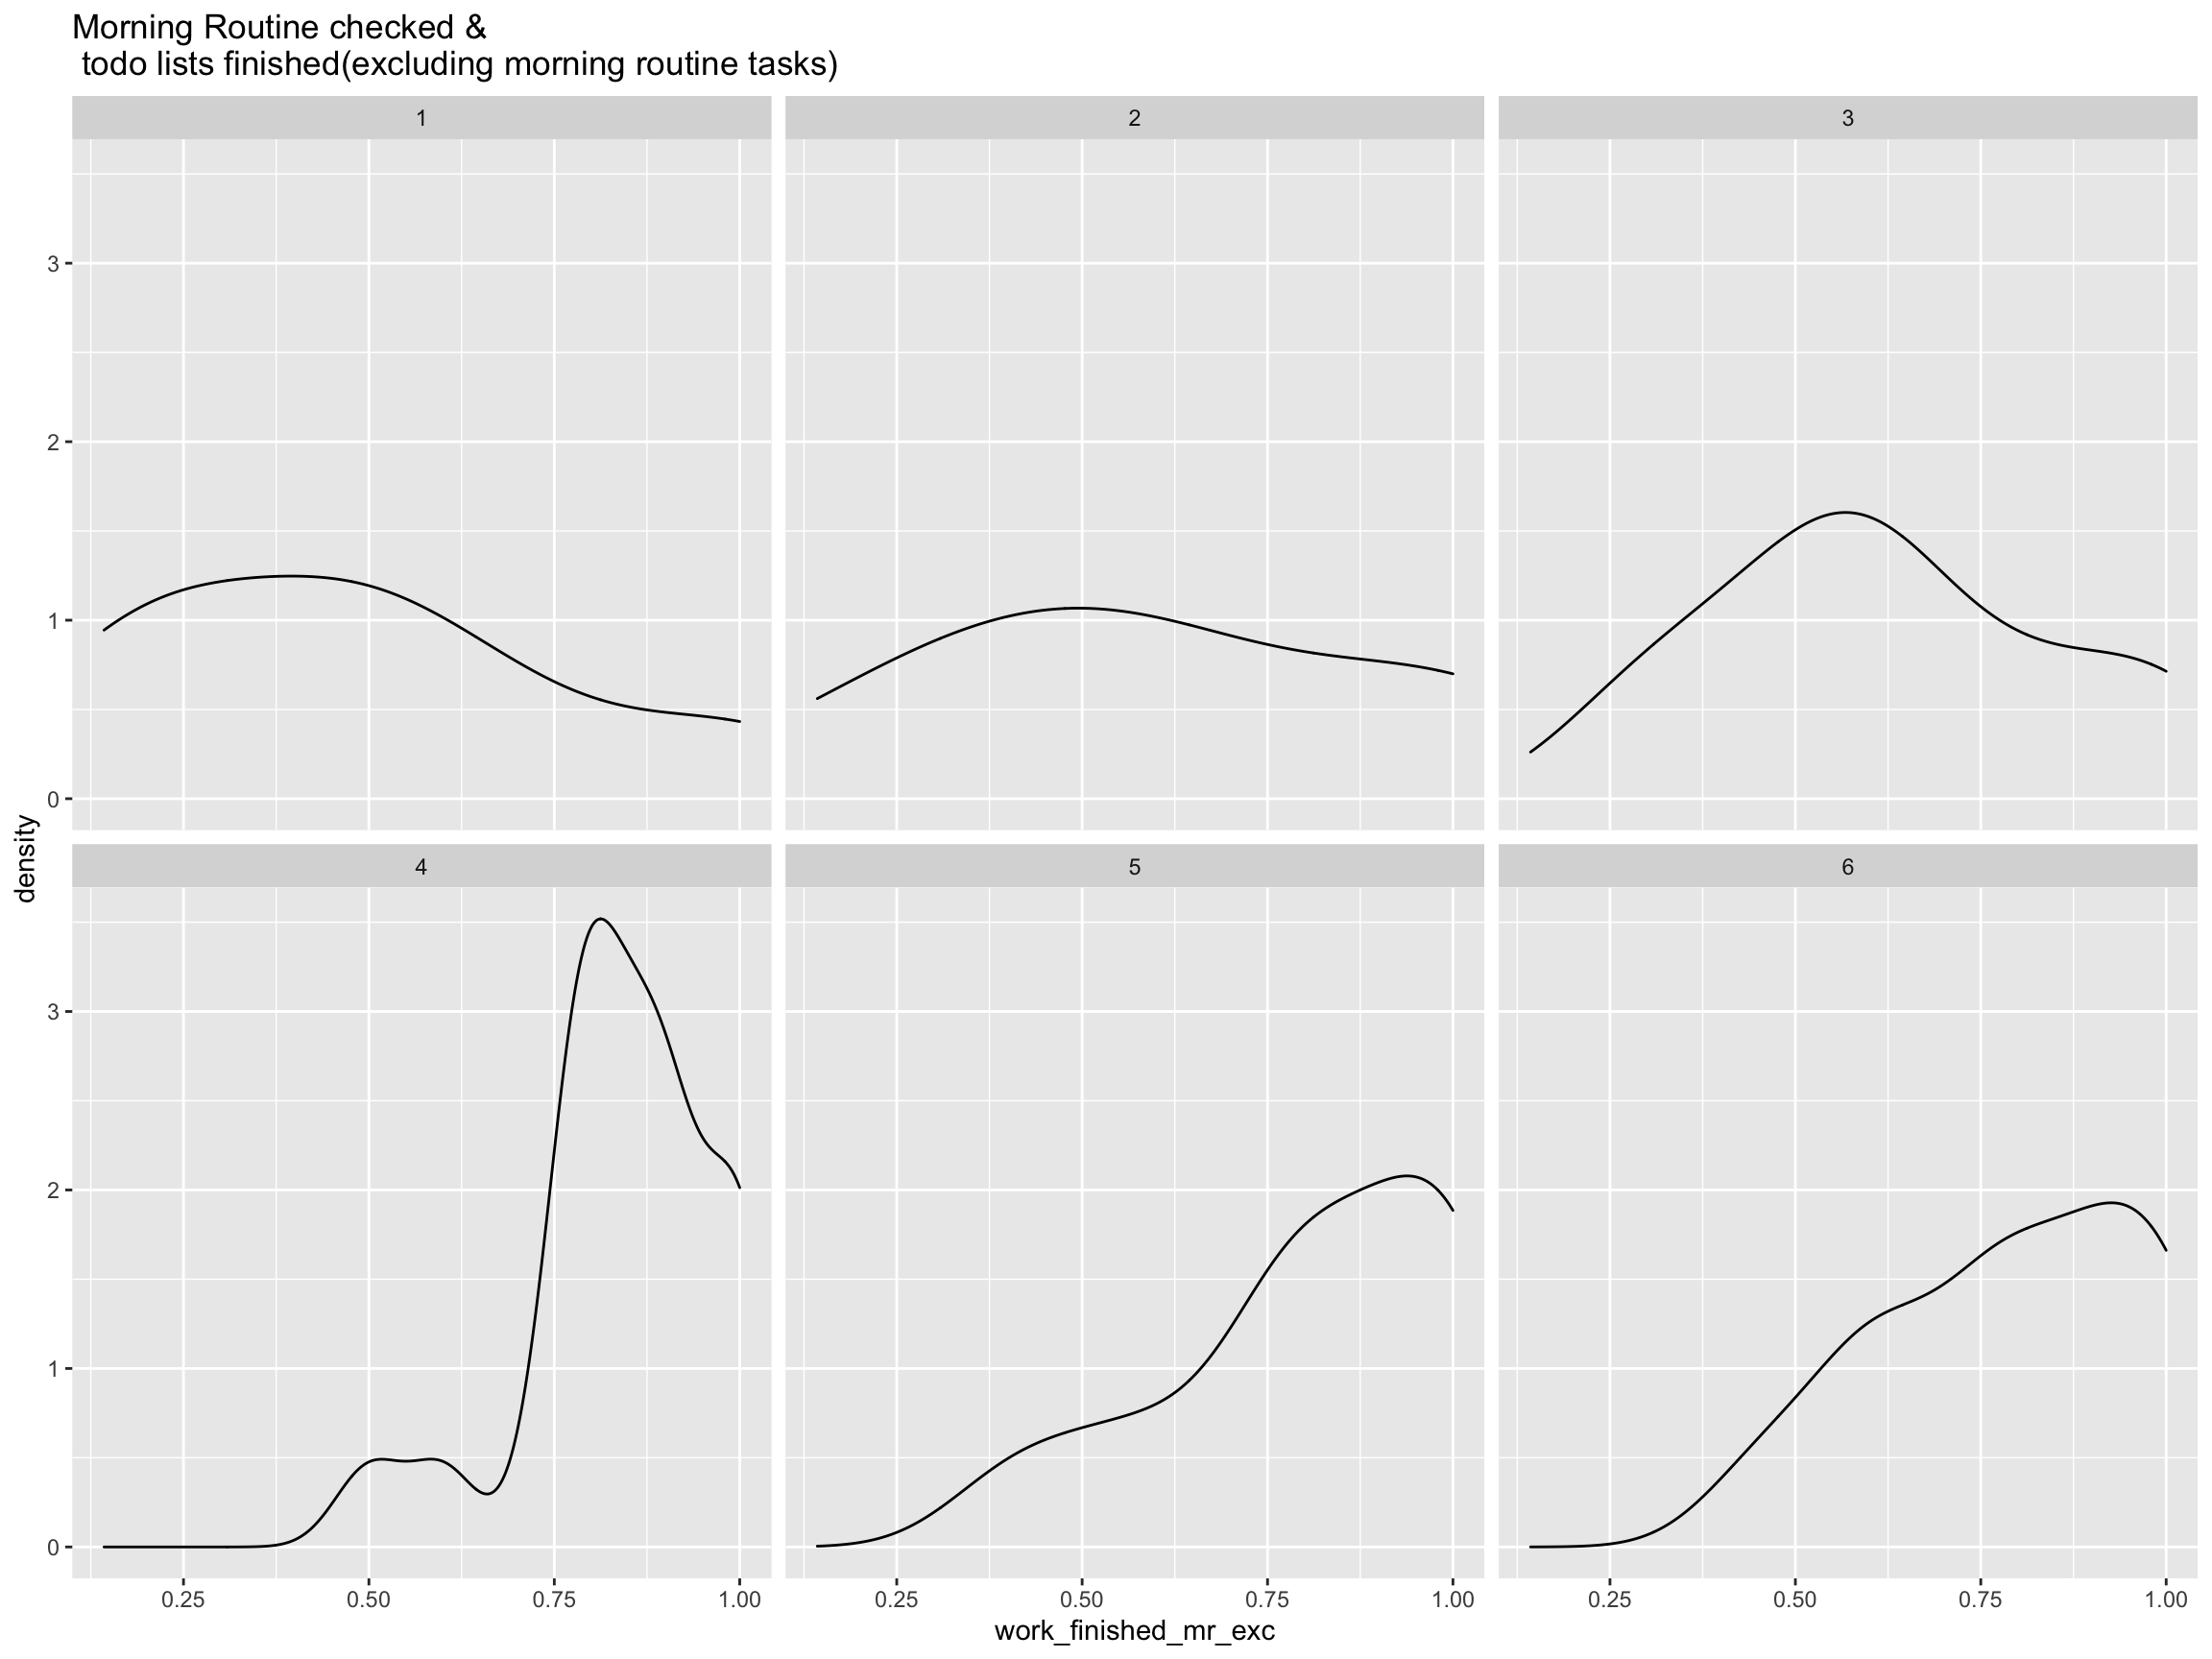 Morning Routine checked &
todo lists finished(excluding morning routine tasks)
1
2
3
3
2
1
0
density
4
5
6
3
2
1
0
0.25 0.50 0.75 1.00 0.25 0.50 0.75 1.00 0.25 0.50 0.75 1.00
work_finished_mr_exc